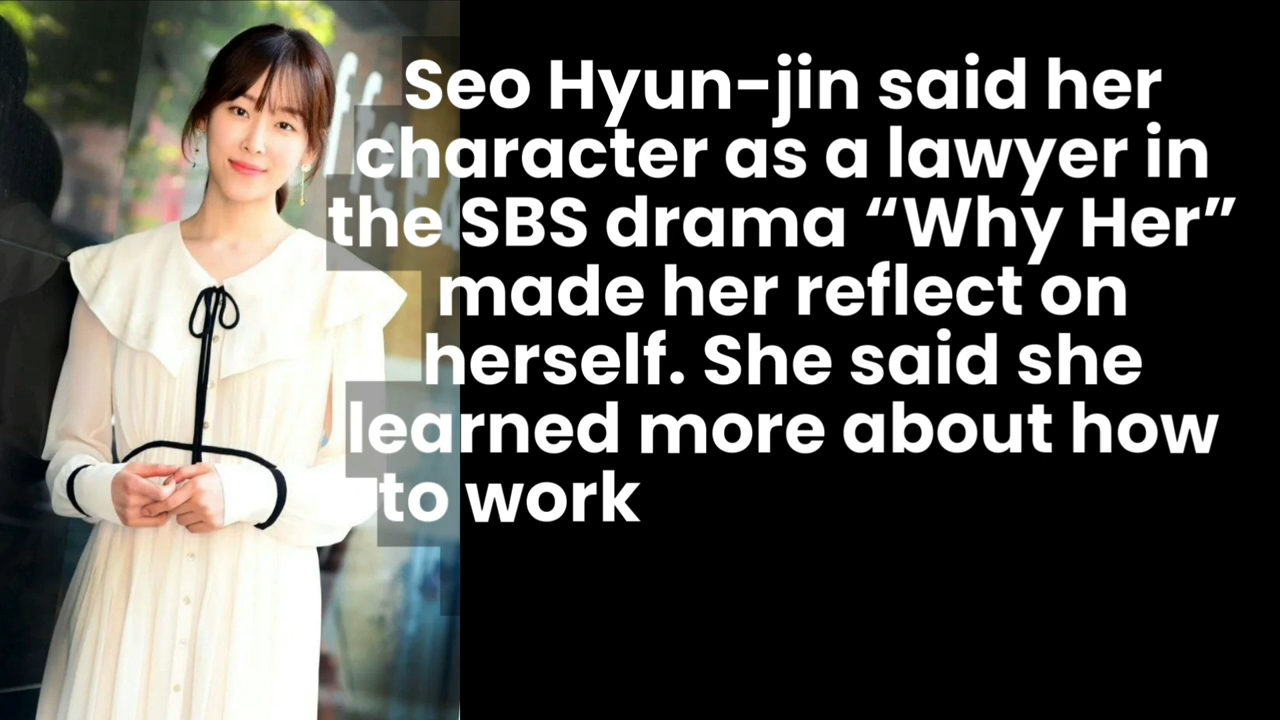 Seo Hyun-jin said her
character as a lawyer in
the SBS drama “Why Her”
made her reflect on
herself. She said she
learned more about how
to work